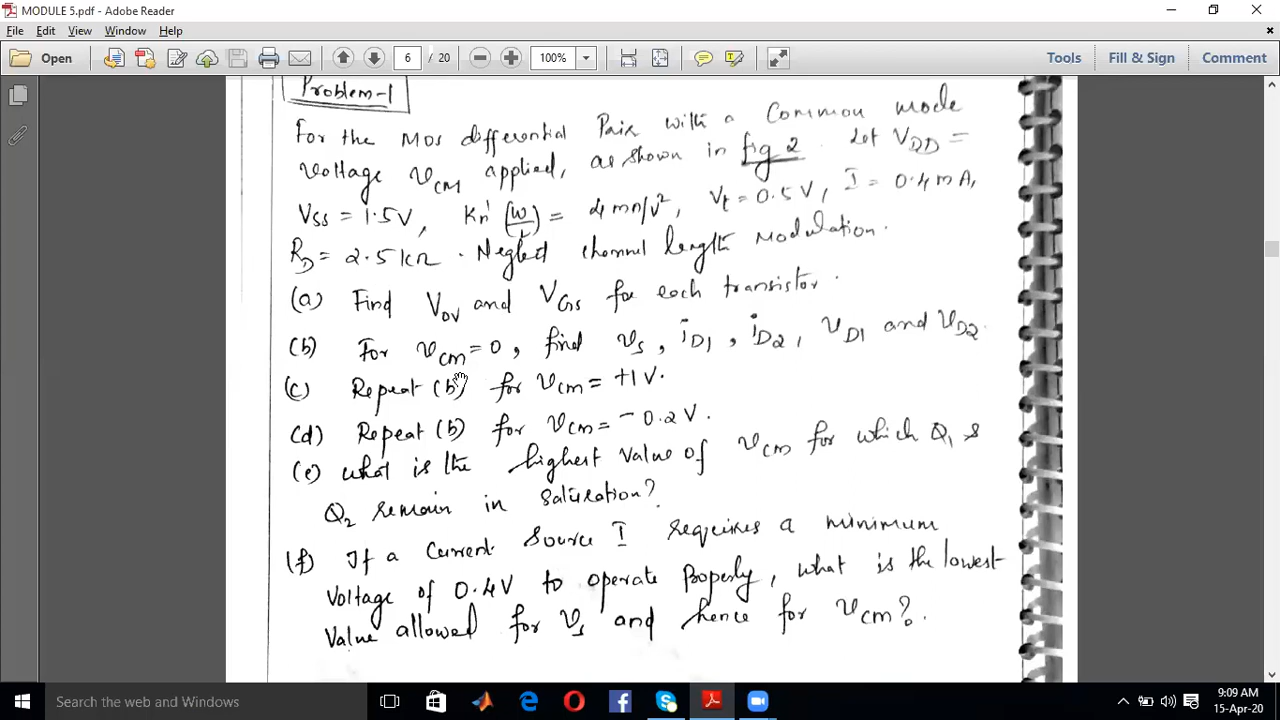 MODULE 5.pdf - Adobe Reader
File Edit View Window Help
Open 6 / 20 100% Tools Fill & Sign Comment
Problem-1
For the MOS differential Pair with a Common mode
voltage VCM applied, as shown in fig 2. Let VDD =
VSS = 1.5V, Kn' (W/L) = 4 mA/V², Vt = 0.5V, I = 0.4mA,
RD = 2.5kΩ. Neglect channel length modulation.
(a) Find VOV and VGS for each transistor.
(b) For VCM = 0, find VS, iD1, iD2, VD1 and VD2.
(c) Repeat (b) for VCM = +1V.
(d) Repeat (b) for VCM = -0.2V.
(e) what is the highest value of VCM for which Q1 &
Q2 remain in saturation?
(f) If a current source I requires a minimum
voltage of 0.4V to operate properly, what is the lowest
value allowed for VS and hence for VCM?
Search the web and Windows
9:09 AM
15-Apr-20